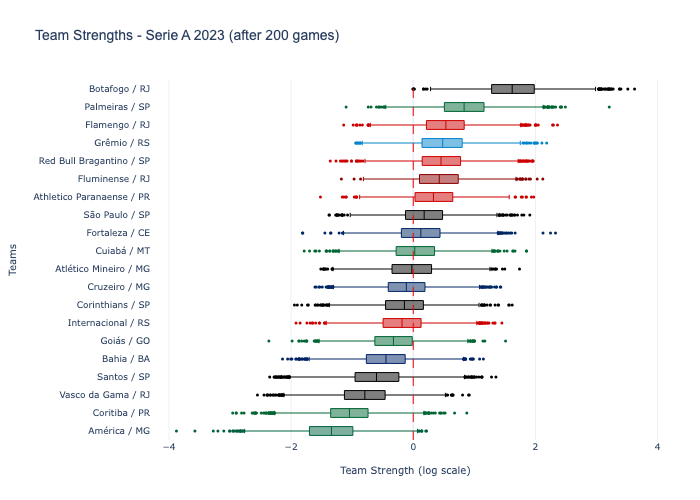 Team Strengths - Serie A 2023 (after 200 games)
Botafogo / RJ
Palmeiras / SP
Flamengo / RJ
Grêmio / RS
Red Bull Bragantino / SP
Fluminense / RJ
Athletico Paranaense / PR
São Paulo / SP
Fortaleza / CE
Cuiabá / MT
Atlético Mineiro / MG
Cruzeiro / MG
Corinthians / SP
Internacional / RS
Goiás / GO
Bahia / BA
Santos / SP
Vasco da Gama / RJ
Coritiba / PR
América / MG
Teams
−4 −2 0 2 4
Team Strength (log scale)